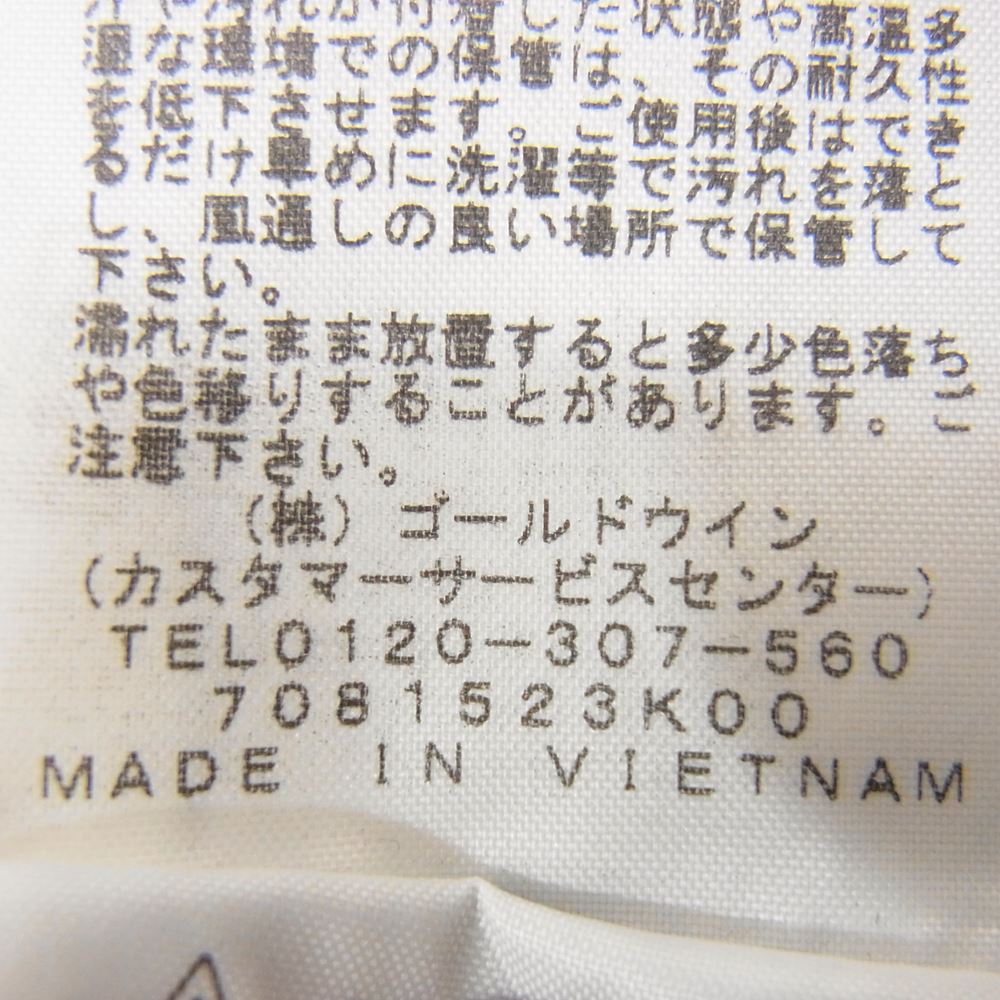 汗や汚れが付着した状態や高温多
湿な環境での保管は、その耐久性
を低下させます。ご使用後はでき
るだけ早めに洗濯等で汚れを落と
し、風通しの良い場所で保管して
下さい。
濡れたまま放置すると多少色落ち
や色移りすることがあります。ご
注意下さい。
(株) ゴールドウイン
(カスタマーサービスセンター)
TEL0120-307-560
7081523K00
MADE IN VIETNAM